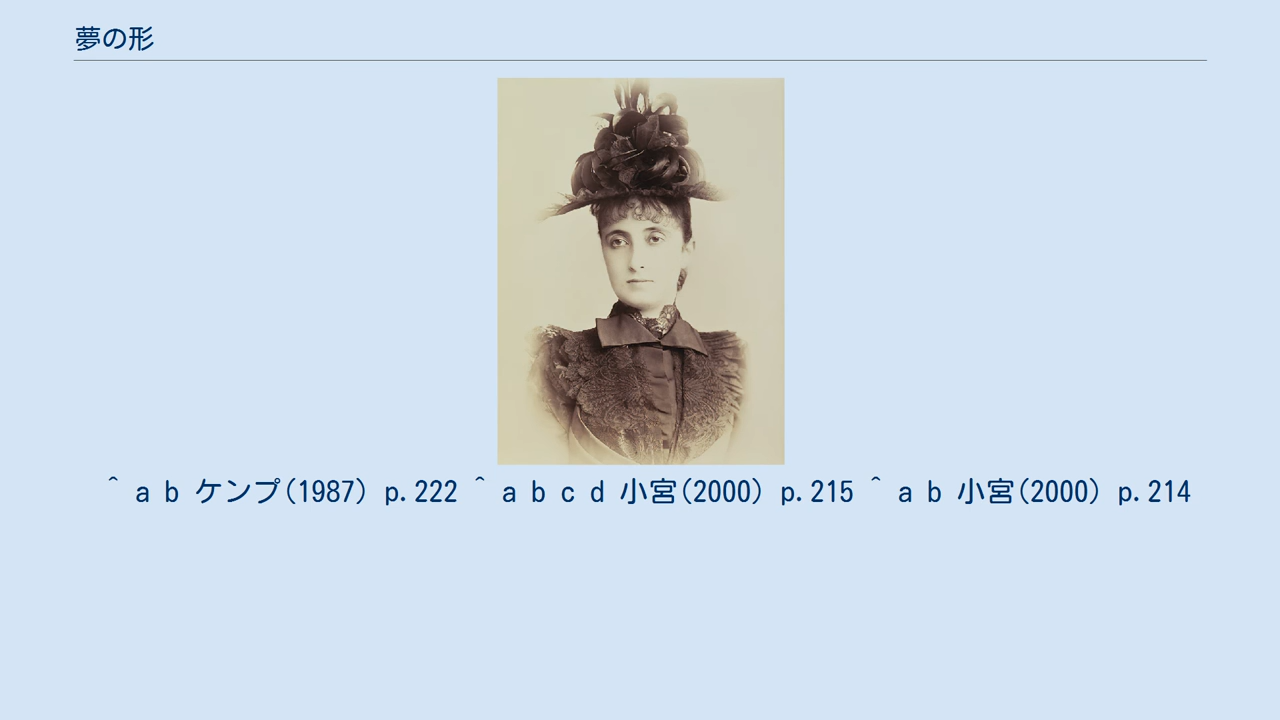 夢の形
^ a b ケンプ(1987) p.222 ^ a b c d 小宮(2000) p.215 ^ a b 小宮(2000) p.214